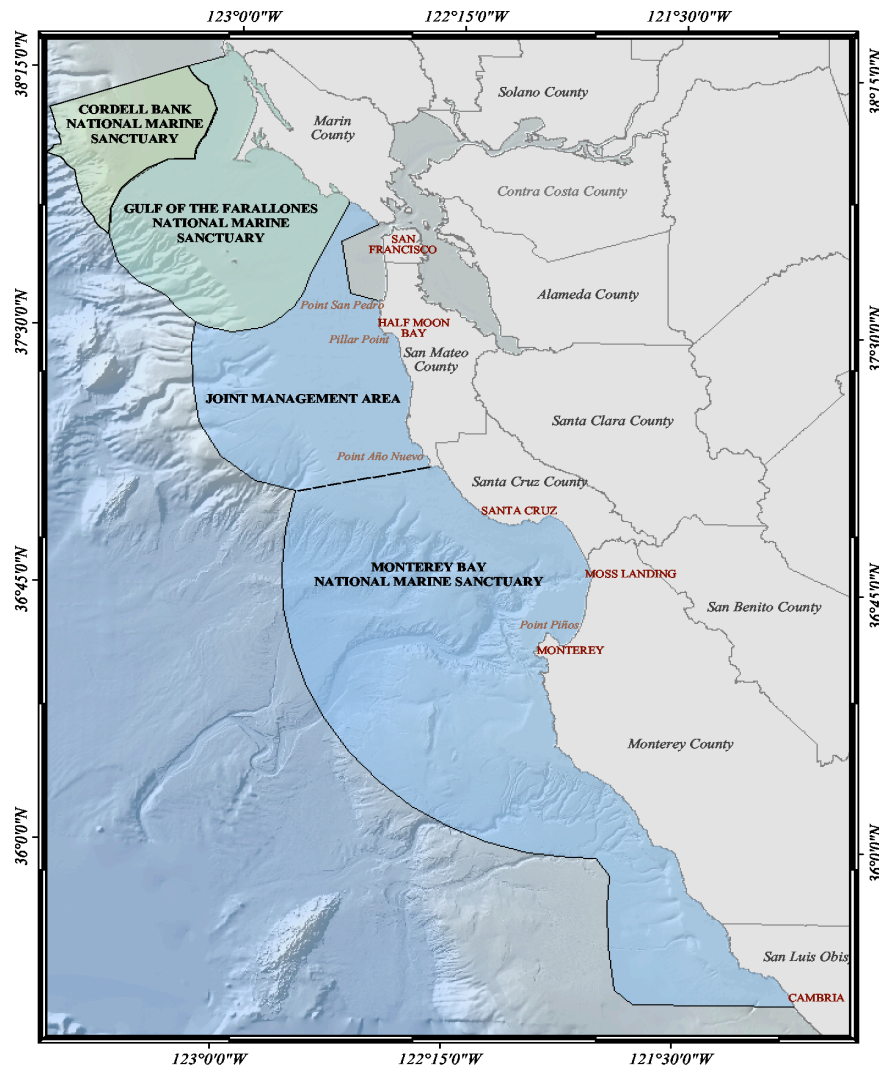 123°0'0"W
122°15'0"W
121°30'0"W
38°15'0"N
38°15'0"N
CORDELL BANK
NATIONAL MARINE
SANCTUARY
Marin
County
Solano County
Contra Costa County
GULF OF THE FARALLONES
NATIONAL MARINE
SANCTUARY
SAN
FRANCISCO
Alameda County
Point San Pedro
37°30'0"N
HALF MOON
BAY
37°30'0"N
Pillar Point
San Mateo
County
JOINT MANAGEMENT AREA
Santa Clara County
Point Año Nuevo
Santa Cruz County
SANTA CRUZ
MONTEREY BAY
NATIONAL MARINE SANCTUARY
MOSS LANDING
36°45'0"N
36°45'0"N
San Benito County
Point Piños
MONTEREY
Monterey County
36°0'0"N
36°0'0"N
San Luis Obis
CAMBRIA
123°0'0"W
122°15'0"W
121°30'0"W